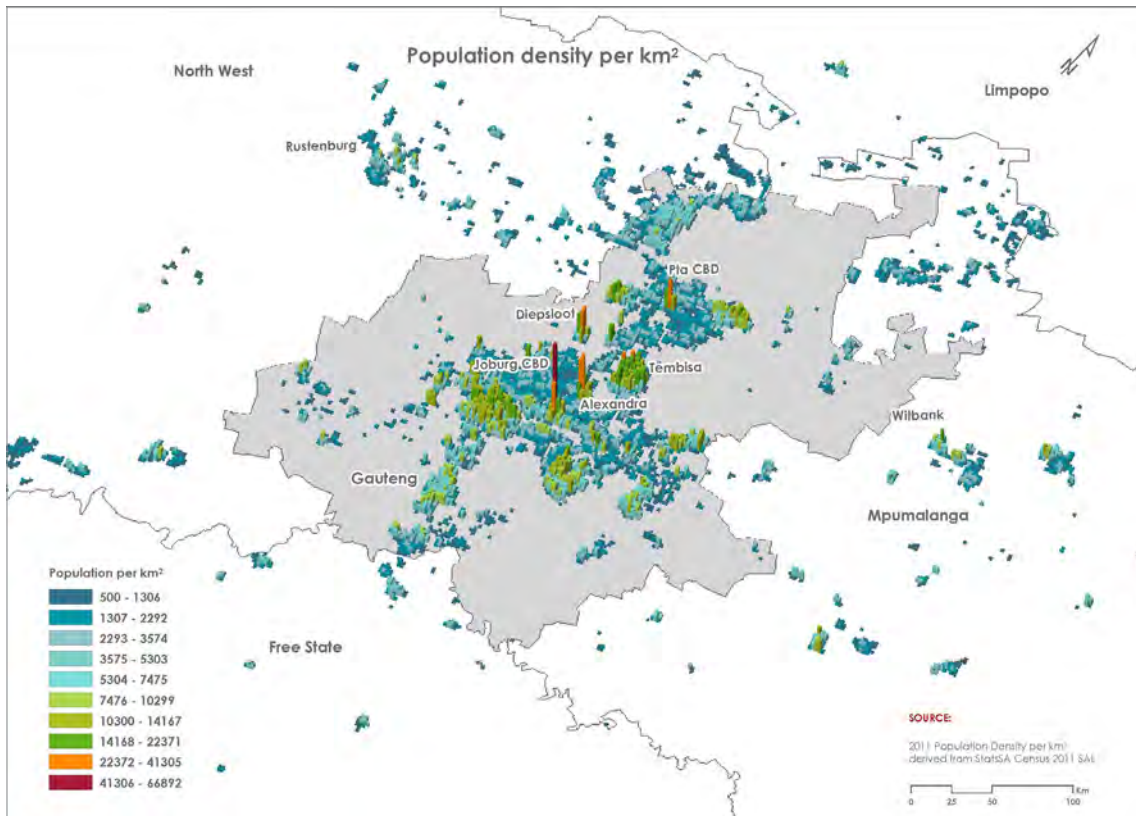 Population density per km²
North West
Limpopo
Rustenburg
Pta CBD
Diepsloot
Joburg CBD
Tembisa
Alexandra
Witbank
Gauteng
Mpumalanga
Free State
Population per km²
500 - 1306
1307 - 2292
2293 - 3574
3575 - 5303
5304 - 7475
7476 - 10299
10300 - 14167
14168 - 22371
22372 - 41305
41306 - 66892
SOURCE:
2011 Population Density per km²
derived from StatsSA Census 2011 SAL
Km
0 25 50 100